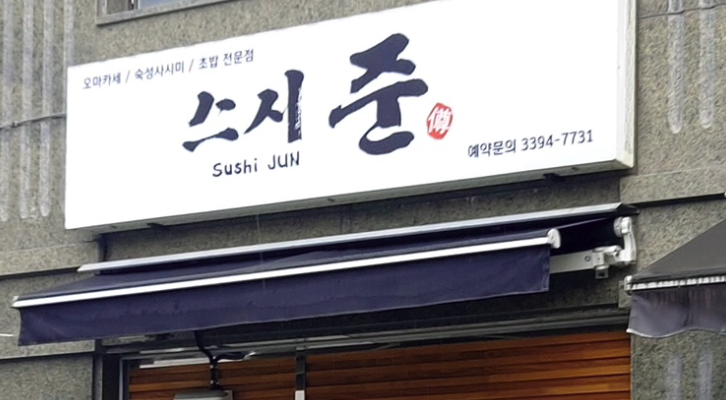 오마카세 / 숙성사시미 / 초밥 전문점
스시 준
Sushi JUN
예약문의 3394-7731